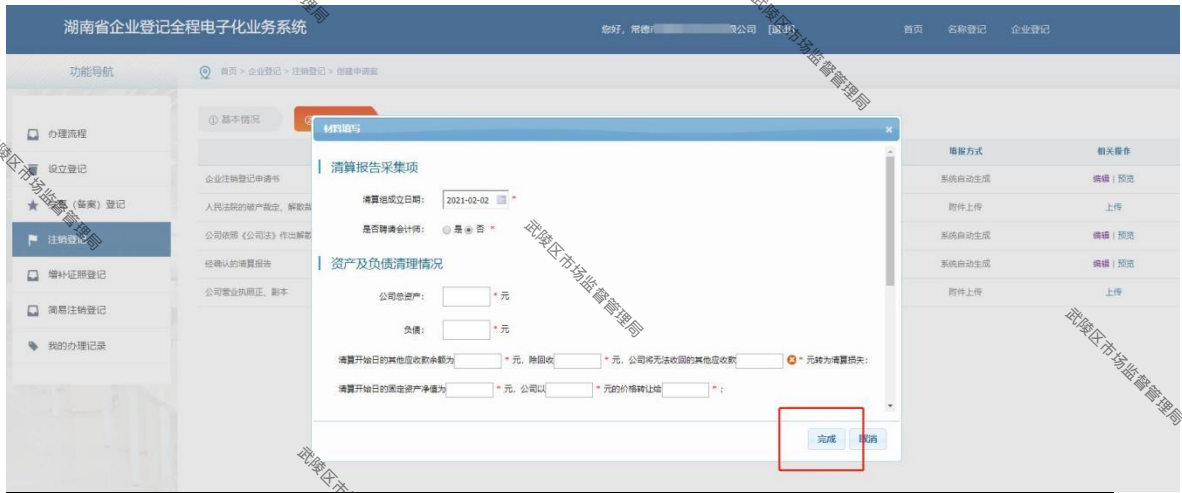 湖南省企业登记全程电子化业务系统
您好，常德 限公司 [退出]
首页 名称登记 企业登记
功能导航
首页 > 企业登记 > 注销登记 > 创建申请案
办理流程
设立登记
(备案) 登记
注销登记
增补证照登记
简易注销登记
我的办理记录
① 基本情况
填报方式 相关操作
企业注销登记申请书 系统自动生成 编辑 | 预览
人民法院的破产裁定、解散裁 附件上传 上传
公司依照《公司法》作出解散 系统自动生成 编辑 | 预览
经确认的清算报告 系统自动生成 编辑 | 预览
公司营业执照正、副本 附件上传 上传
材料填写
清算报告采集项
清算组成立日期： 2021-02-02 *
是否聘请会计师： 是 否 *
资产及负债清理情况
公司总资产： * 元
负债： * 元
清算开始日的其他应收款余额为 * 元，除回收 * 元，公司将无法收回的其他应收款 * 元转为清算损失；
清算开始日的固定资产净值为 * 元，公司以 * 元的价格转让给 * ；
完成 取消
武陵区市场监督管理局
武陵区市场监督管理局
武陵区市场监督管理局